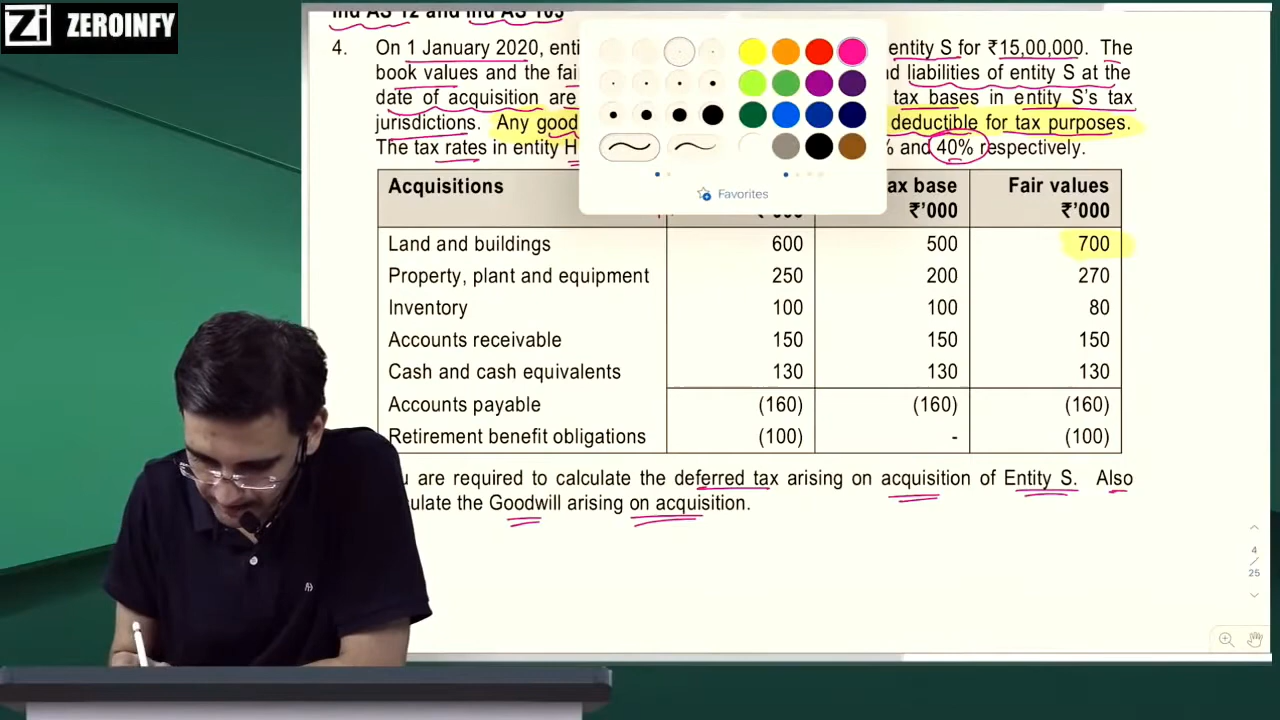 Zi ZEROINFY
Ind AS 12 and Ind AS 103
4. On 1 January 2020, entity S for ₹15,00,000. The
book values and the fair liabilities of entity S at the
date of acquisition are tax bases in entity S's tax
jurisdictions. Any deductible for tax purposes.
The tax rates in entity H and 40% respectively.
Favorites
Acquisitions base Fair values
₹'000 ₹'000 ₹'000
Land and buildings 600 500 700
Property, plant and equipment 250 200 270
Inventory 100 100 80
Accounts receivable 150 150 150
Cash and cash equivalents 130 130 130
Accounts payable (160) (160) (160)
Retirement benefit obligations (100) - (100)
are required to calculate the deferred tax arising on acquisition of Entity S. Also
the Goodwill arising on acquisition.
4
/
25